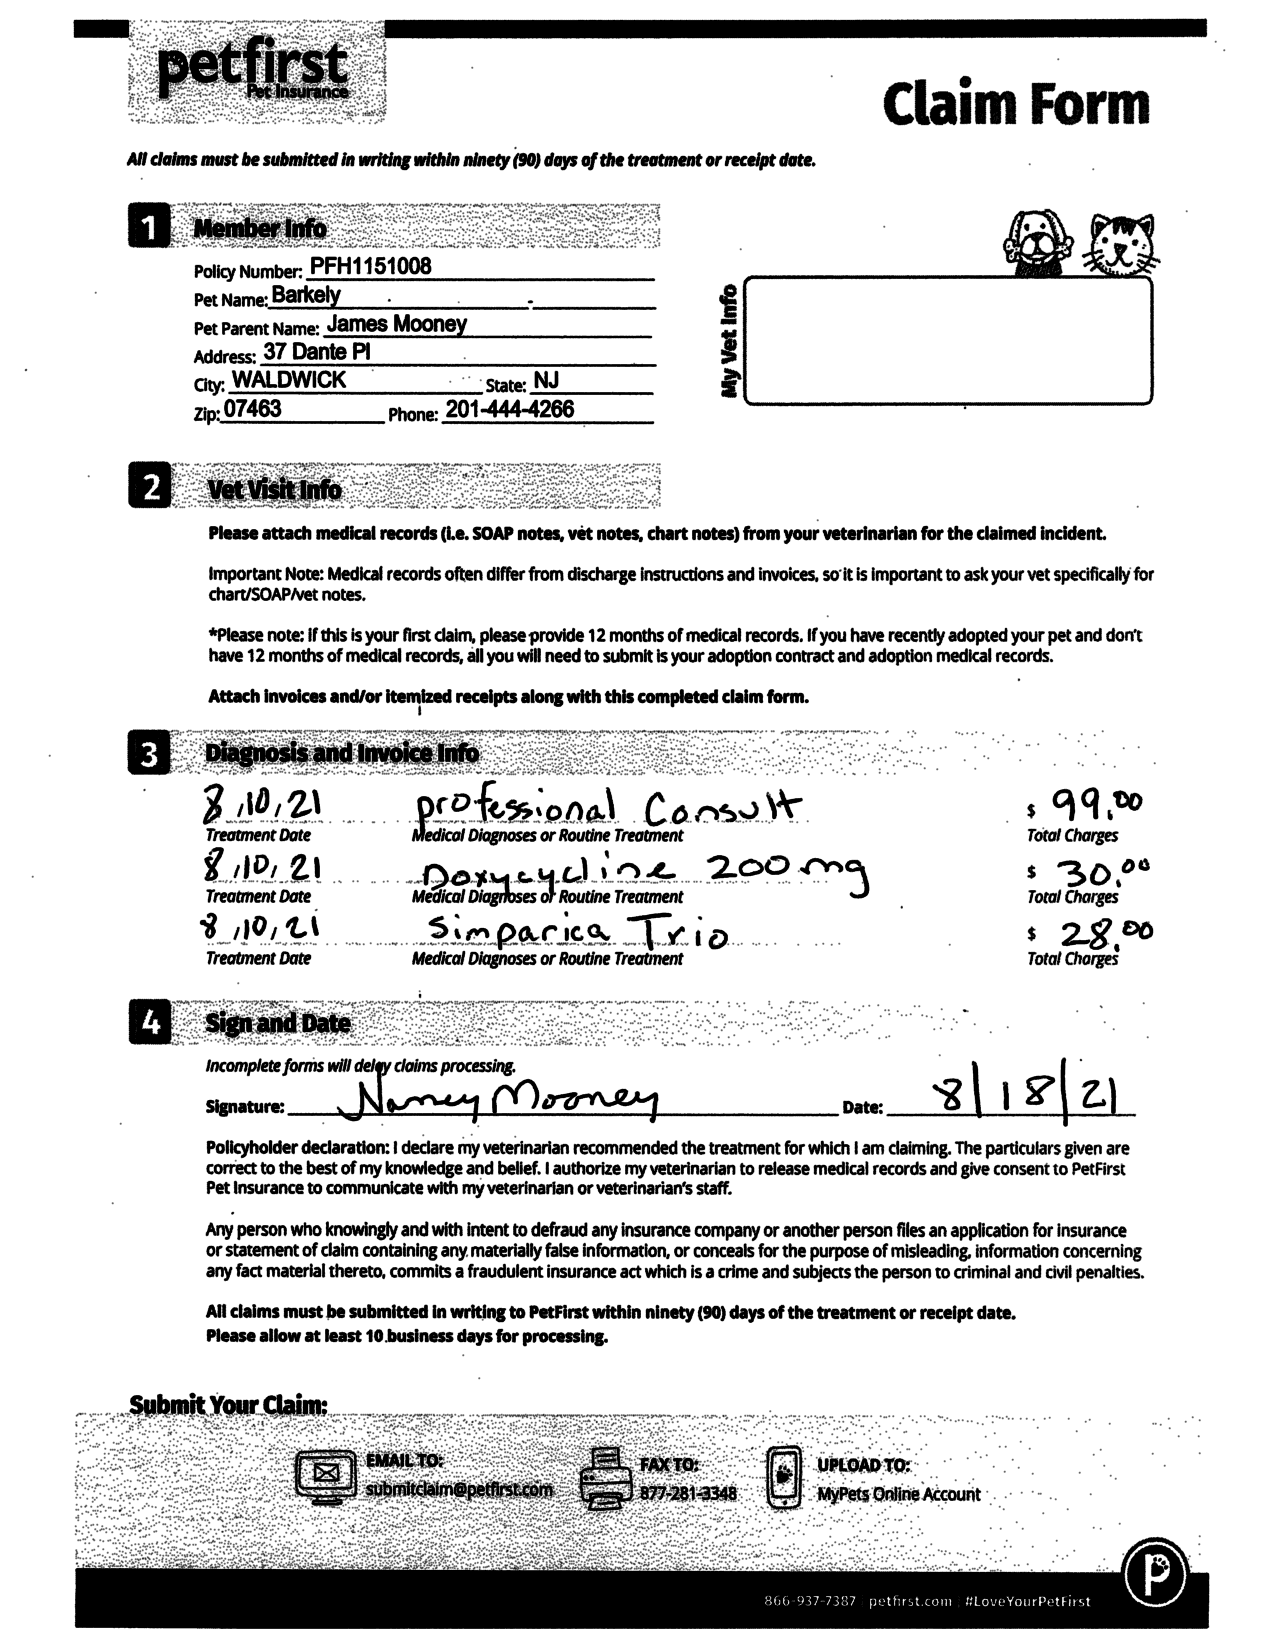 petfirst
Pet Insurance
Claim Form
All claims must be submitted in writing within ninety (90) days of the treatment or receipt date.
1 Member Info
Policy Number: PFH1151008
Pet Name: Barkely
Pet Parent Name: James Mooney
Address: 37 Dante Pl
City: WALDWICK State: NJ
Zip: 07463 Phone: 201-444-4266
My Vet Info
2 Vet Visit Info
Please attach medical records (i.e. SOAP notes, vet notes, chart notes) from your veterinarian for the claimed incident.
Important Note: Medical records often differ from discharge instructions and invoices, so it is important to ask your vet specifically for
chart/SOAP/vet notes.
*Please note: If this is your first claim, please provide 12 months of medical records. If you have recently adopted your pet and don't
have 12 months of medical records, all you will need to submit is your adoption contract and adoption medical records.
Attach invoices and/or itemized receipts along with this completed claim form.
3 Diagnosis and Invoice Info
8,10,21 professional Consult $ 99.00
Treatment Date Medical Diagnoses or Routine Treatment Total Charges
8,10,21 Doxycycline 200 mg $ 30.00
Treatment Date Medical Diagnoses or Routine Treatment Total Charges
8,10,21 Simparica Trio $ 28.00
Treatment Date Medical Diagnoses or Routine Treatment Total Charges
4 Sign and Date
Incomplete forms will delay claims processing.
Signature: Nancy Mooney Date: 8/18/21
Policyholder declaration: I declare my veterinarian recommended the treatment for which I am claiming. The particulars given are
correct to the best of my knowledge and belief. I authorize my veterinarian to release medical records and give consent to PetFirst
Pet Insurance to communicate with my veterinarian or veterinarian's staff.
Any person who knowingly and with intent to defraud any insurance company or another person files an application for insurance
or statement of claim containing any materially false information, or conceals for the purpose of misleading, information concerning
any fact material thereto, commits a fraudulent insurance act which is a crime and subjects the person to criminal and civil penalties.
All claims must be submitted in writing to PetFirst within ninety (90) days of the treatment or receipt date.
Please allow at least 10 business days for processing.
Submit Your Claim:
EMAIL TO:
submitclaim@petfirst.com
FAX TO:
877-281-3348
UPLOAD TO:
MyPets Online Account
P
866-937-7387 | petfirst.com | #LoveYourPetFirst